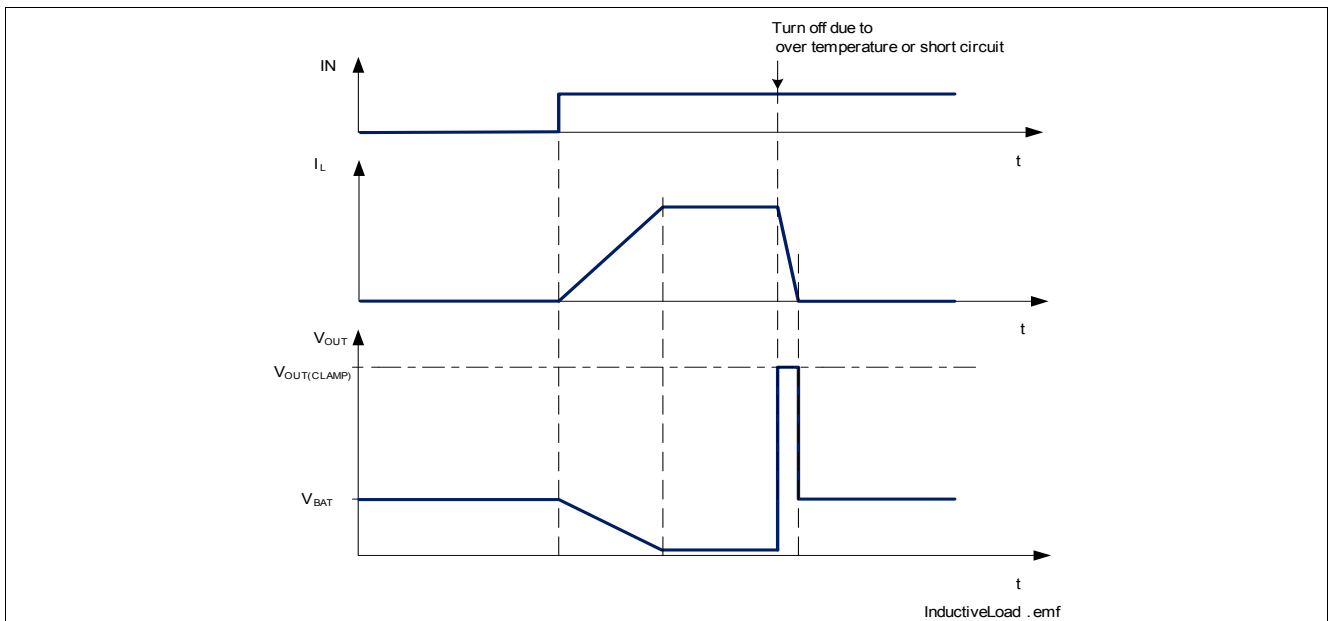 Turn off due to
over temperature or short circuit
IN
t
IL
t
VOUT
VOUT(CLAMP)
VBAT
t
InductiveLoad .emf